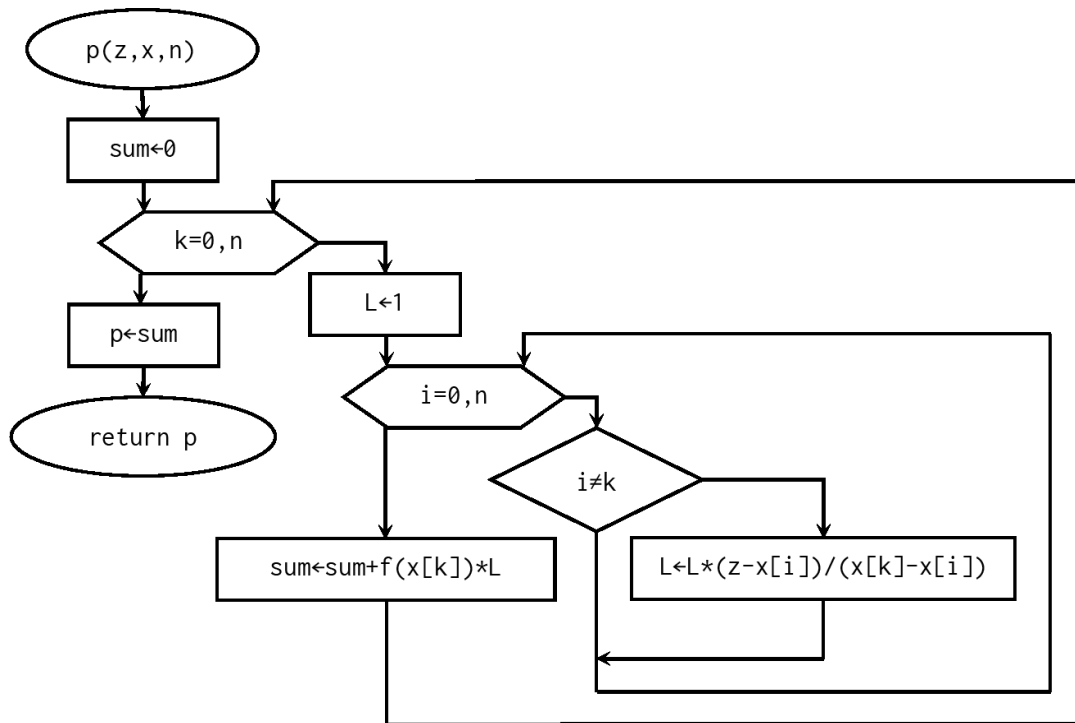 p(z,x,n)
sum←0
k=0,n
L←1
p←sum
i=0,n
return p
i≠k
sum←sum+f(x[k])*L
L←L*(z-x[i])/(x[k]-x[i])